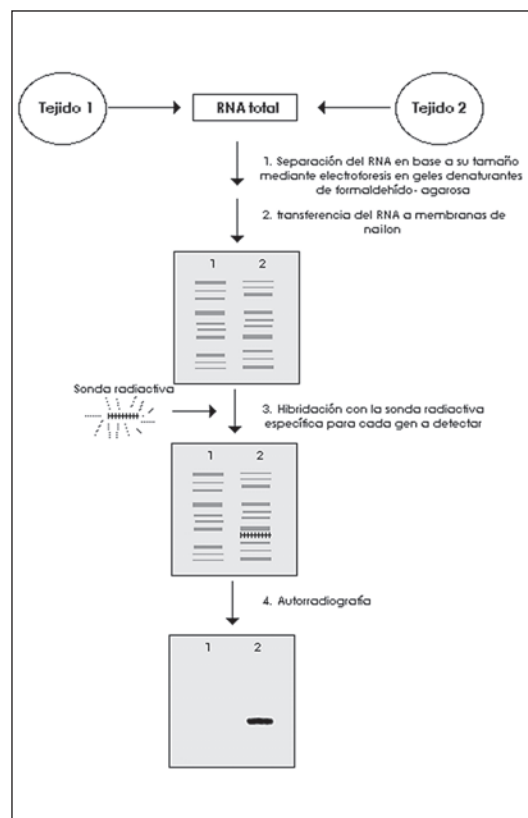 Tejido 1
RNA total
Tejido 2
1. Separación del RNA en base a su tamaño
mediante electroforesis en geles denaturantes
de formaldehído- agarosa
2. transferencia del RNA a membranas de
nailon
1 2
Sonda radiactiva
3. Hibridación con la sonda radiactiva
específica para cada gen a detectar
1 2
4. Autorradiografía
1 2